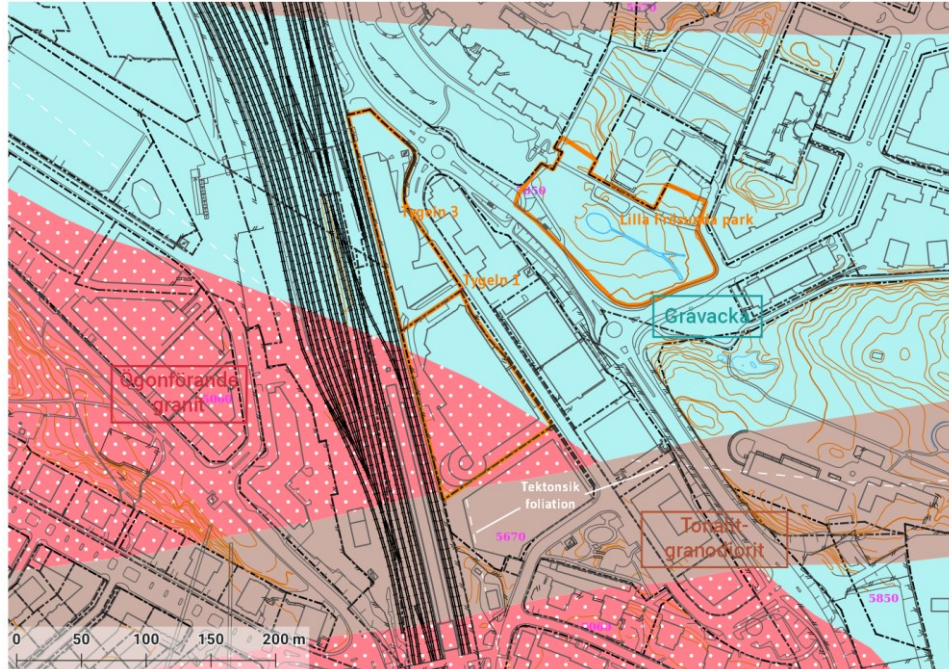 Tygeln 3
Lilla Frösunda park
Tygeln 1
Gråvacka
Ögonförande
granit
Tektonsik
foliation
5670
Tonalit-
granodiorit
5850
0 50 100 150 200 m